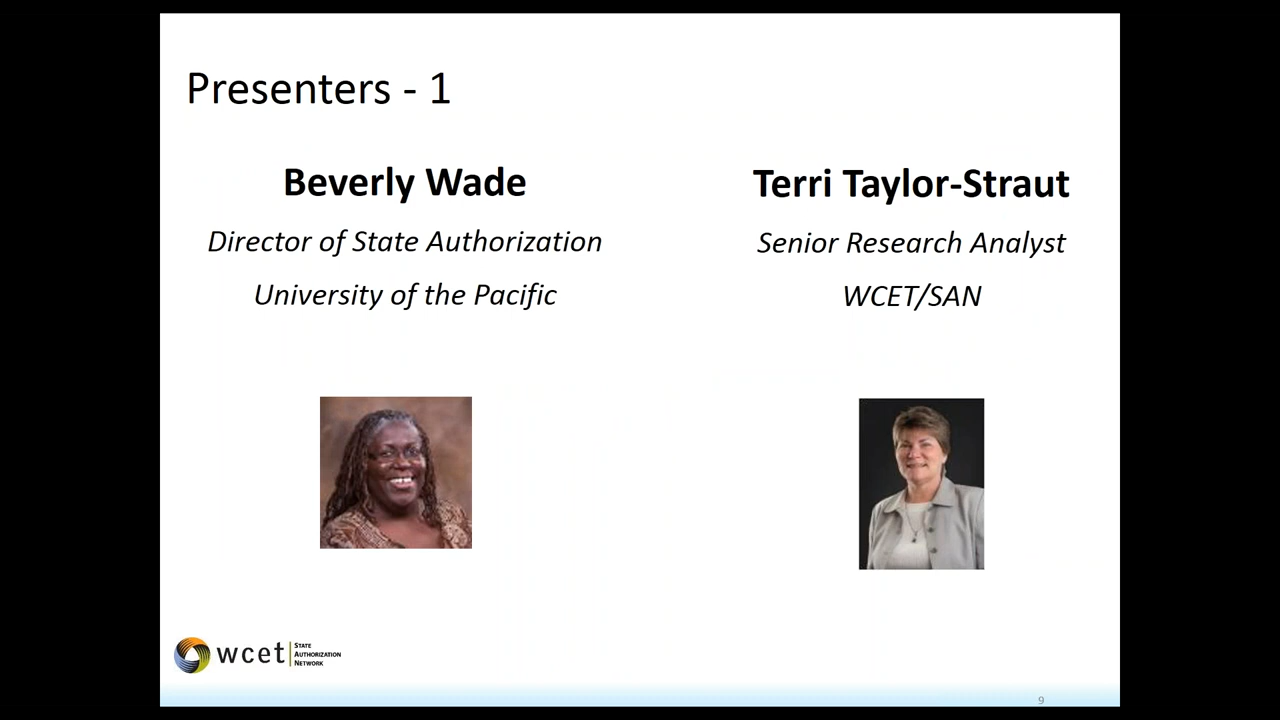 Presenters - 1
Beverly Wade
Director of State Authorization
University of the Pacific
Terri Taylor-Straut
Senior Research Analyst
WCET/SAN
wcet
STATE
AUTHORIZATION
NETWORK
9